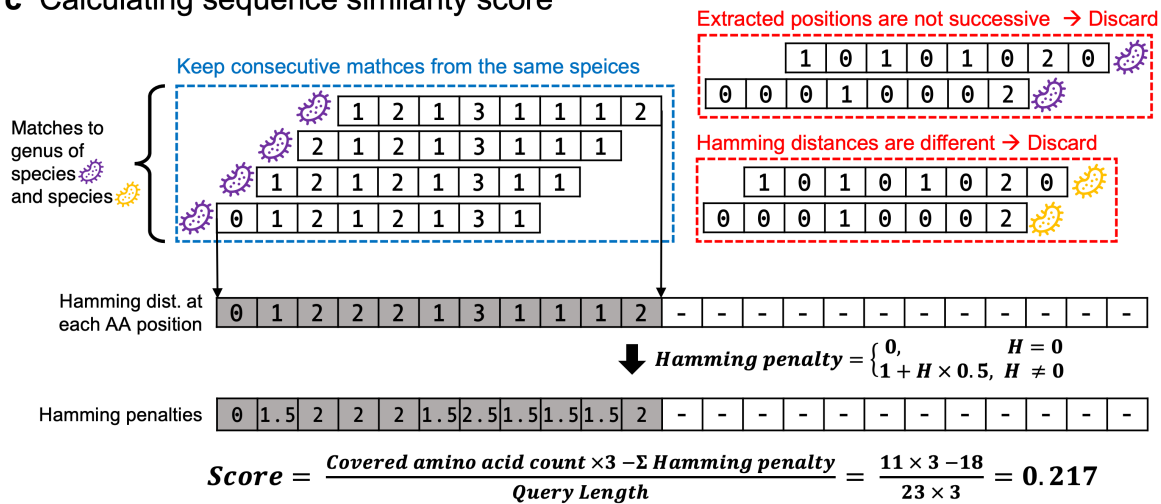 c Calculating sequence similarity score
Extracted positions are not successive → Discard
1 0 1 0 1 0 2 0
0 0 0 1 0 0 0 2
Keep consecutive mathces from the same speices
1 2 1 3 1 1 1 2
2 1 2 1 3 1 1 1
1 2 1 2 1 3 1 1
0 1 2 1 2 1 3 1
Matches to
genus of
species
and species
Hamming distances are different → Discard
1 0 1 0 1 0 2 0
0 0 0 1 0 0 0 2
Hamming dist. at
each AA position
0 1 2 2 2 1 3 1 1 1 2 - - - - - - - - - - - -
Hamming penalty = { 0, H = 0
1 + H × 0.5, H ≠ 0
Hamming penalties
0 1.5 2 2 2 1.5 2.5 1.5 1.5 1.5 2 - - - - - - - - - - - -
Score = Covered amino acid count ×3 −Σ Hamming penalty / Query Length = 11 × 3 −18 / 23 × 3 = 0.217